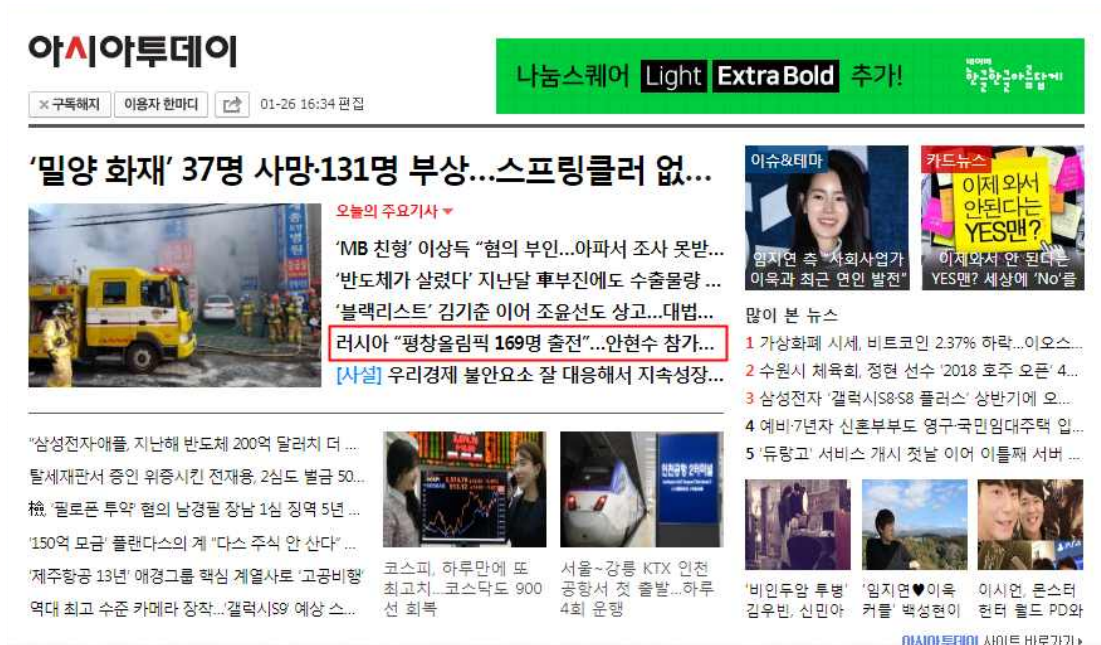 아시아투데이
나눔스퀘어 Light ExtraBold 추가!
네이버
한글한글아름답게
×구독해지 이용자 한마디 01-26 16:34 편집
'밀양 화재' 37명 사망·131명 부상…스프링클러 없…
오늘의 주요기사
'MB 친형' 이상득 “혐의 부인…아파서 조사 못받…
'반도체가 살렸다' 지난달 車부진에도 수출물량 …
'블랙리스트' 김기춘 이어 조윤선도 상고…대법…
러시아 “평창올림픽 169명 출전”…안현수 참가…
[사설] 우리경제 불안요소 잘 대응해서 지속성장…
이슈&테마
임지연 측 “사회사업가
이욱과 최근 연인 발전”
카드뉴스
이제 와서
안된다는
YES맨?
이제와서 안 된다는
YES맨? 세상에 'No'를
많이 본 뉴스
1 가상화폐 시세, 비트코인 2.37% 하락…이오스…
2 수원시 체육회, 정현 선수 '2018 호주 오픈' 4…
3 삼성전자 '갤럭시S8·S8 플러스' 상반기에 오…
4 예비·7년차 신혼부부도 영구·국민임대주택 입…
5 '듀랑고' 서비스 개시 첫날 이어 이틀째 서버 …
“삼성전자·애플, 지난해 반도체 200억 달러치 더 …
탈세재판서 증인 위증시킨 전재용, 2심도 벌금 50…
檢, '필로폰 투약' 혐의 남경필 장남 1심 징역 5년 …
'150억 모금' 플랜다스의 계 “다스 주식 안 산다” …
'제주항공 13년' 애경그룹 핵심 계열사로 '고공비행'
역대 최고 수준 카메라 장착…'갤럭시S9' 예상 스…
인천공항 2터미널
코스피, 하루만에 또
최고치…코스닥도 900
선 회복
서울~강릉 KTX 인천
공항서 첫 출발…하루
4회 운행
'비인두암 투병'
김우빈, 신민아
'임지연♥이욱
커플' 백성현이
이시언, 몬스터
헌터 월드 PD와
아시아투데이 사이트 바로가기